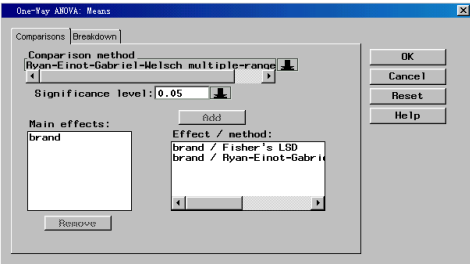 One-Way ANOVA: Means
Comparisons Breakdown
Comparison method
Ryan-Einot-Gabriel-Welsch multiple-range
Significance level: 0.05
Add
Main effects:
brand
Effect / method:
brand / Fisher's LSD
brand / Ryan-Einot-Gabrie
Remove
OK
Cancel
Reset
Help